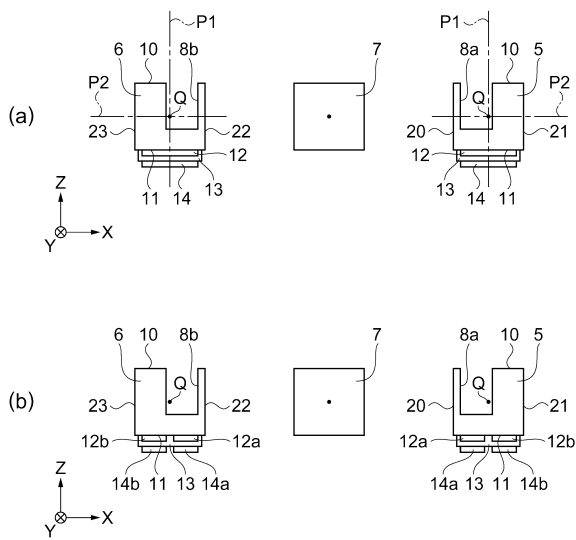 P1 P1
6 10 8b 7 8a 10 5
P2 Q Q P2
(a)
23 22 20 21
12 12
13 13
11 14 14 11
Z
Y X
6 10 8b 7 8a 10 5
Q Q
(b)
23 22 20 21
12b 12a 12a 12b
Z
14b 11 13 14a 14a 13 11 14b
Y X